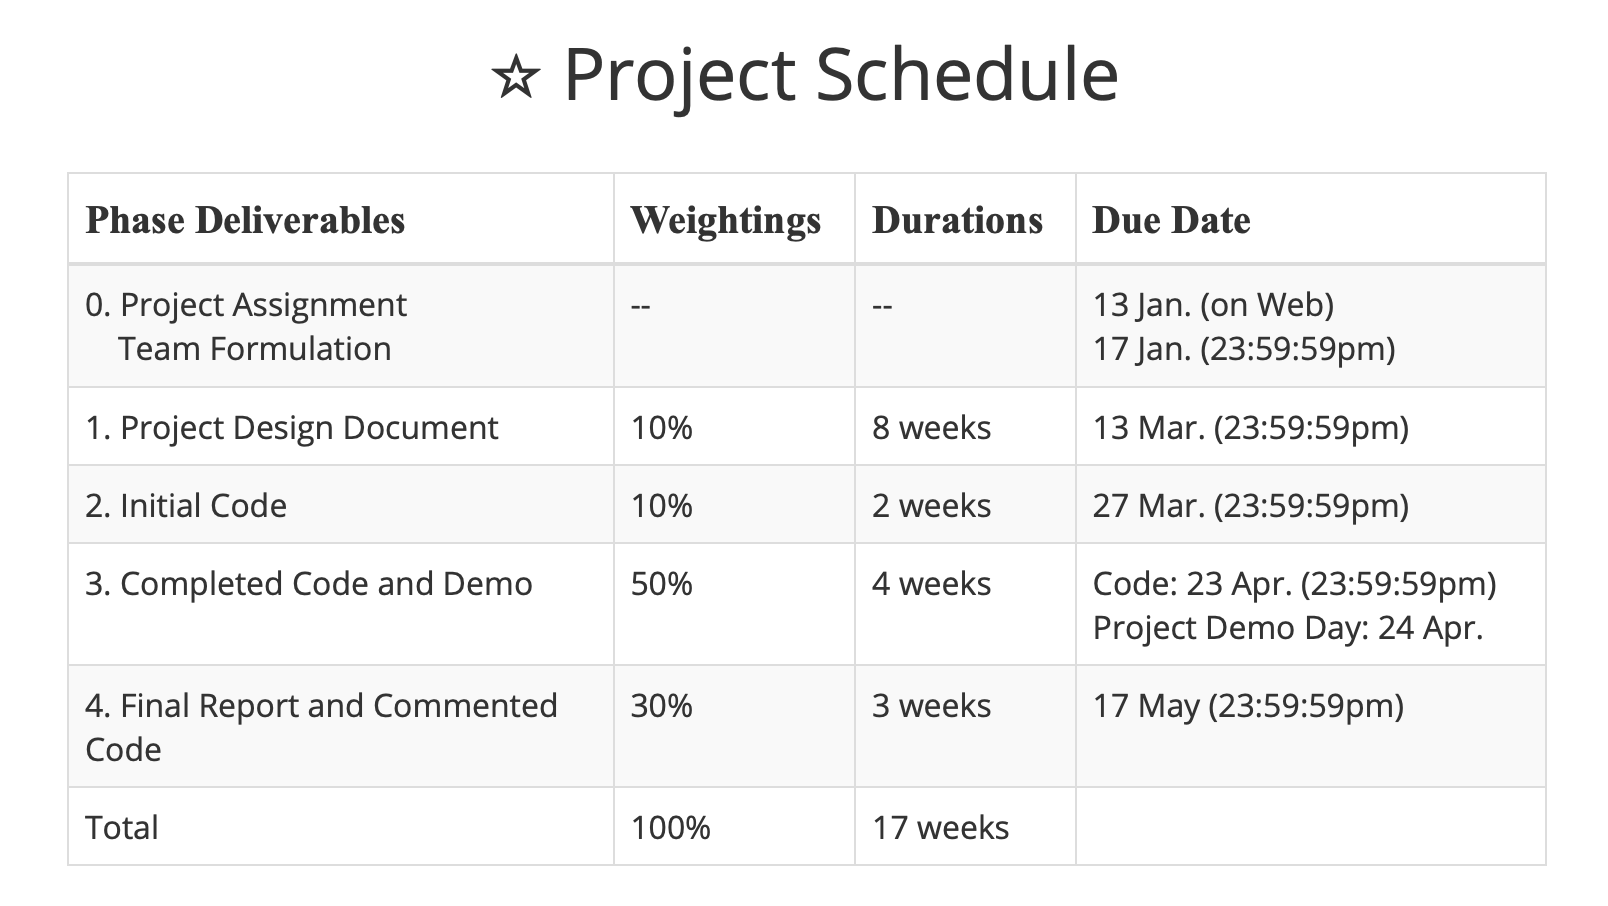 ☆ Project Schedule
Phase Deliverables Weightings Durations Due Date
0. Project Assignment -- -- 13 Jan. (on Web)
Team Formulation 17 Jan. (23:59:59pm)
1. Project Design Document 10% 8 weeks 13 Mar. (23:59:59pm)
2. Initial Code 10% 2 weeks 27 Mar. (23:59:59pm)
3. Completed Code and Demo 50% 4 weeks Code: 23 Apr. (23:59:59pm)
Project Demo Day: 24 Apr.
4. Final Report and Commented 30% 3 weeks 17 May (23:59:59pm)
Code
Total 100% 17 weeks